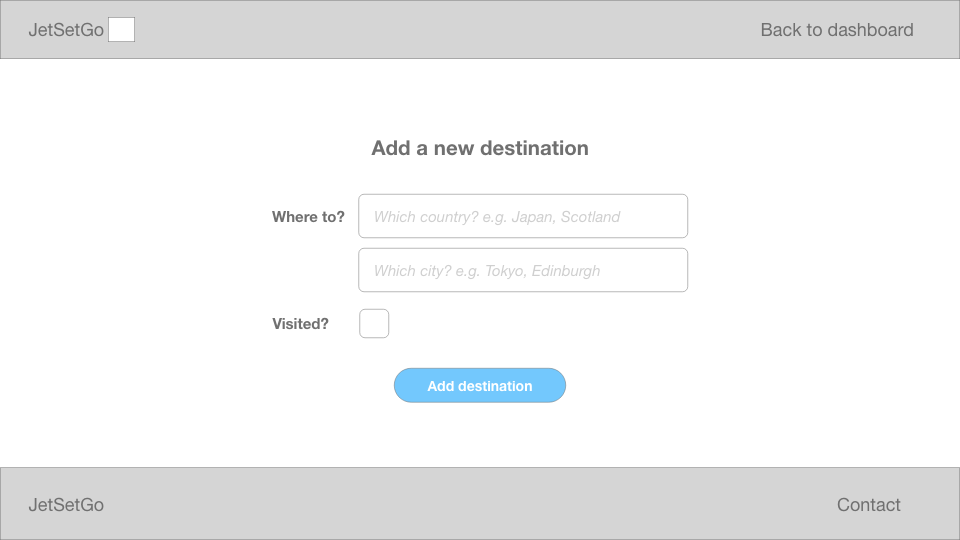 JetSetGo
Back to dashboard
Add a new destination
Where to?
Which country? e.g. Japan, Scotland
Which city? e.g. Tokyo, Edinburgh
Visited?
Add destination
JetSetGo
Contact